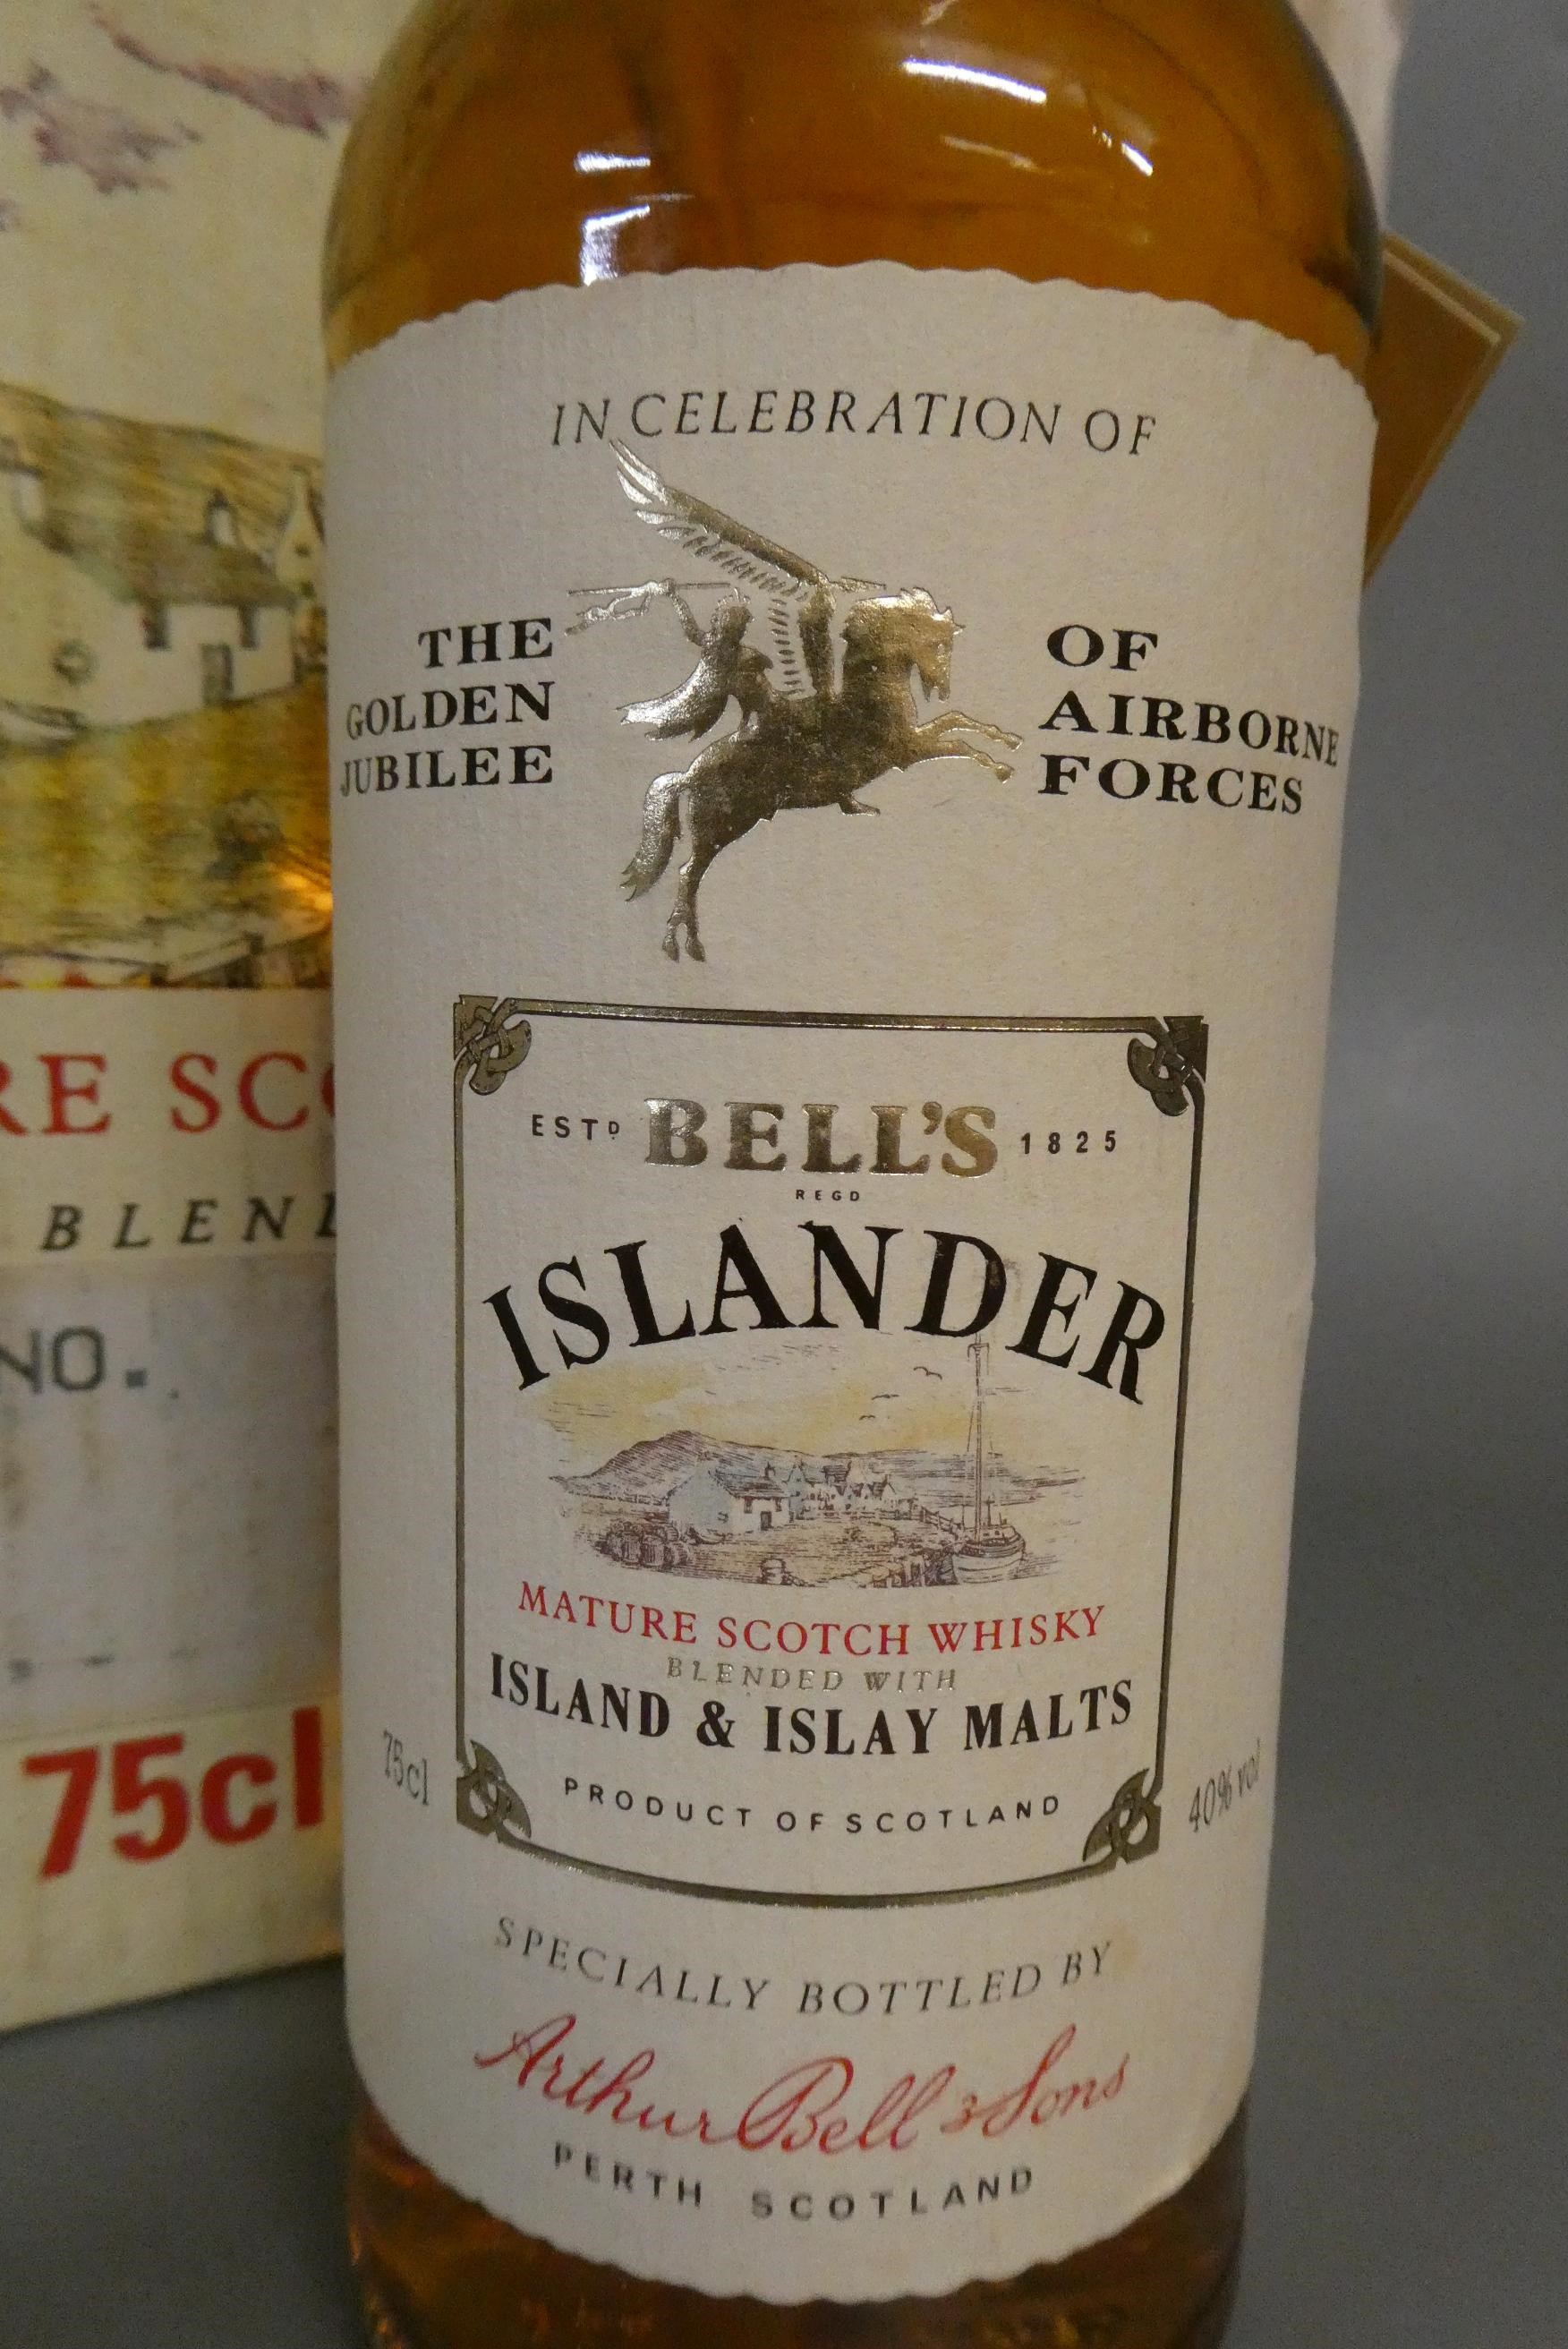 IN CELEBRATION OF
THE
GOLDEN
JUBILEE
OF
AIRBORNE
FORCES
ESTD BELL'S 1825
REGD
ISLANDER
MATURE SCOTCH WHISKY
BLENDED WITH
ISLAND & ISLAY MALTS
PRODUCT OF SCOTLAND
75cl
40% vol
SPECIALLY BOTTLED BY
Arthur Bell & Sons
PERTH SCOTLAND
RE SCO
BLEND
NO.
75cl